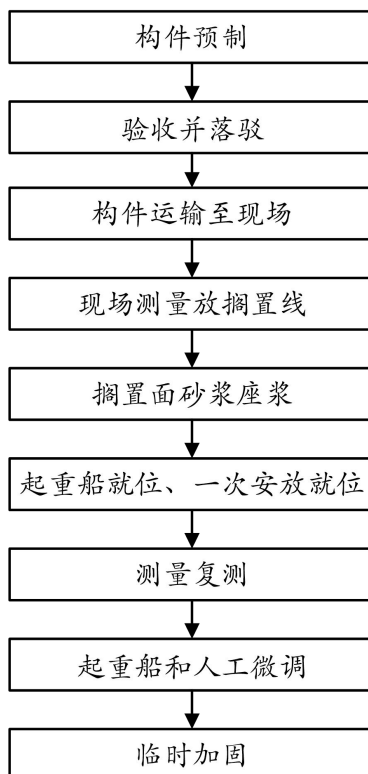 构件预制
验收并落驳
构件运输至现场
现场测量放搁置线
搁置面砂浆座浆
起重船就位、一次安放就位
测量复测
起重船和人工微调
临时加固